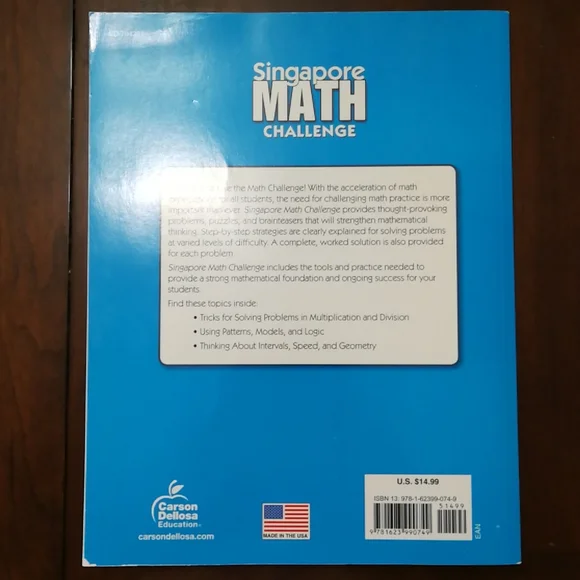 Singapore
MATH
CHALLENGE
the Math Challenge! With the acceleration of math
all students, the need for challenging math practice is more
important than ever. Singapore Math Challenge provides thought-provoking
problems, puzzles, and brainteasers that will strengthen mathematical
thinking. Step-by-step strategies are clearly explained for solving problems
at varied levels of difficulty. A complete, worked solution is also provided
for each problem.
Singapore Math Challenge includes the tools and practice needed to
provide a strong mathematical foundation and ongoing success for your
students.
Find these topics inside:
• Tricks for Solving Problems in Multiplication and Division
• Using Patterns, Models, and Logic
• Thinking About Intervals, Speed, and Geometry
Carson
Dellosa
Education
carsondellosa.com
MADE IN THE USA
U.S. $14.99
ISBN 13: 978-1-62399-074-9
51499
9 781623 990749
EAN